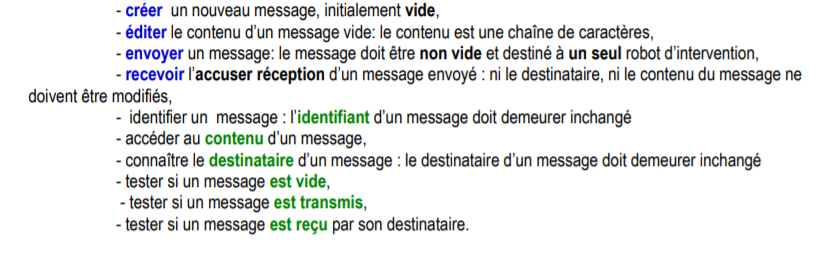 - créer un nouveau message, initialement vide,
- éditer le contenu d'un message vide: le contenu est une chaîne de caractères,
- envoyer un message: le message doit être non vide et destiné à un seul robot d'intervention,
- recevoir l'accuser réception d'un message envoyé : ni le destinataire, ni le contenu du message ne
doivent être modifiés,
- identifier un message : l'identifiant d'un message doit demeurer inchangé
- accéder au contenu d'un message,
- connaître le destinataire d'un message : le destinataire d'un message doit demeurer inchangé
- tester si un message est vide,
- tester si un message est transmis,
- tester si un message est reçu par son destinataire.